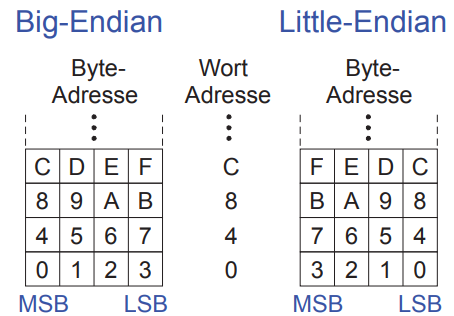 Big-Endian Little-Endian
Byte- Wort Byte-
Adresse Adresse Adresse
C D E F C F E D C
8 9 A B 8 B A 9 8
4 5 6 7 4 7 6 5 4
0 1 2 3 0 3 2 1 0
MSB LSB MSB LSB